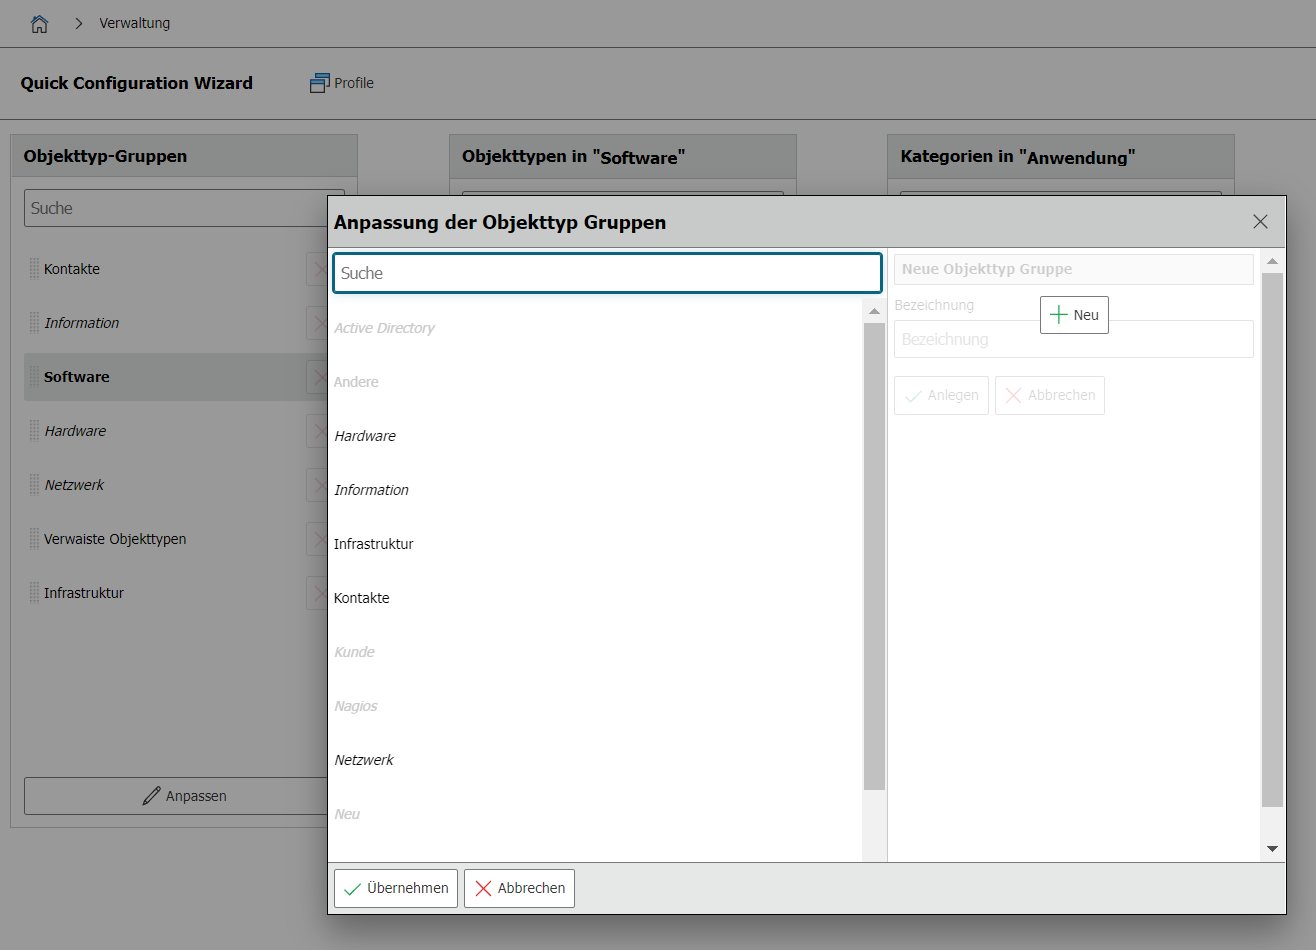 Verwaltung
Quick Configuration Wizard
Profile
Objekttyp-Gruppen
Suche
Kontakte
Information
Software
Hardware
Netzwerk
Verwaiste Objekttypen
Infrastruktur
Anpassen
Objekttypen in "Software"
Kategorien in "Anwendung"
Anpassung der Objekttyp Gruppen
Suche
Active Directory
Andere
Hardware
Information
Infrastruktur
Kontakte
Kunde
Nagios
Netzwerk
Neu
Neue Objekttyp Gruppe
Bezeichnung
Neu
Bezeichnung
Anlegen
Abbrechen
Übernehmen
Abbrechen